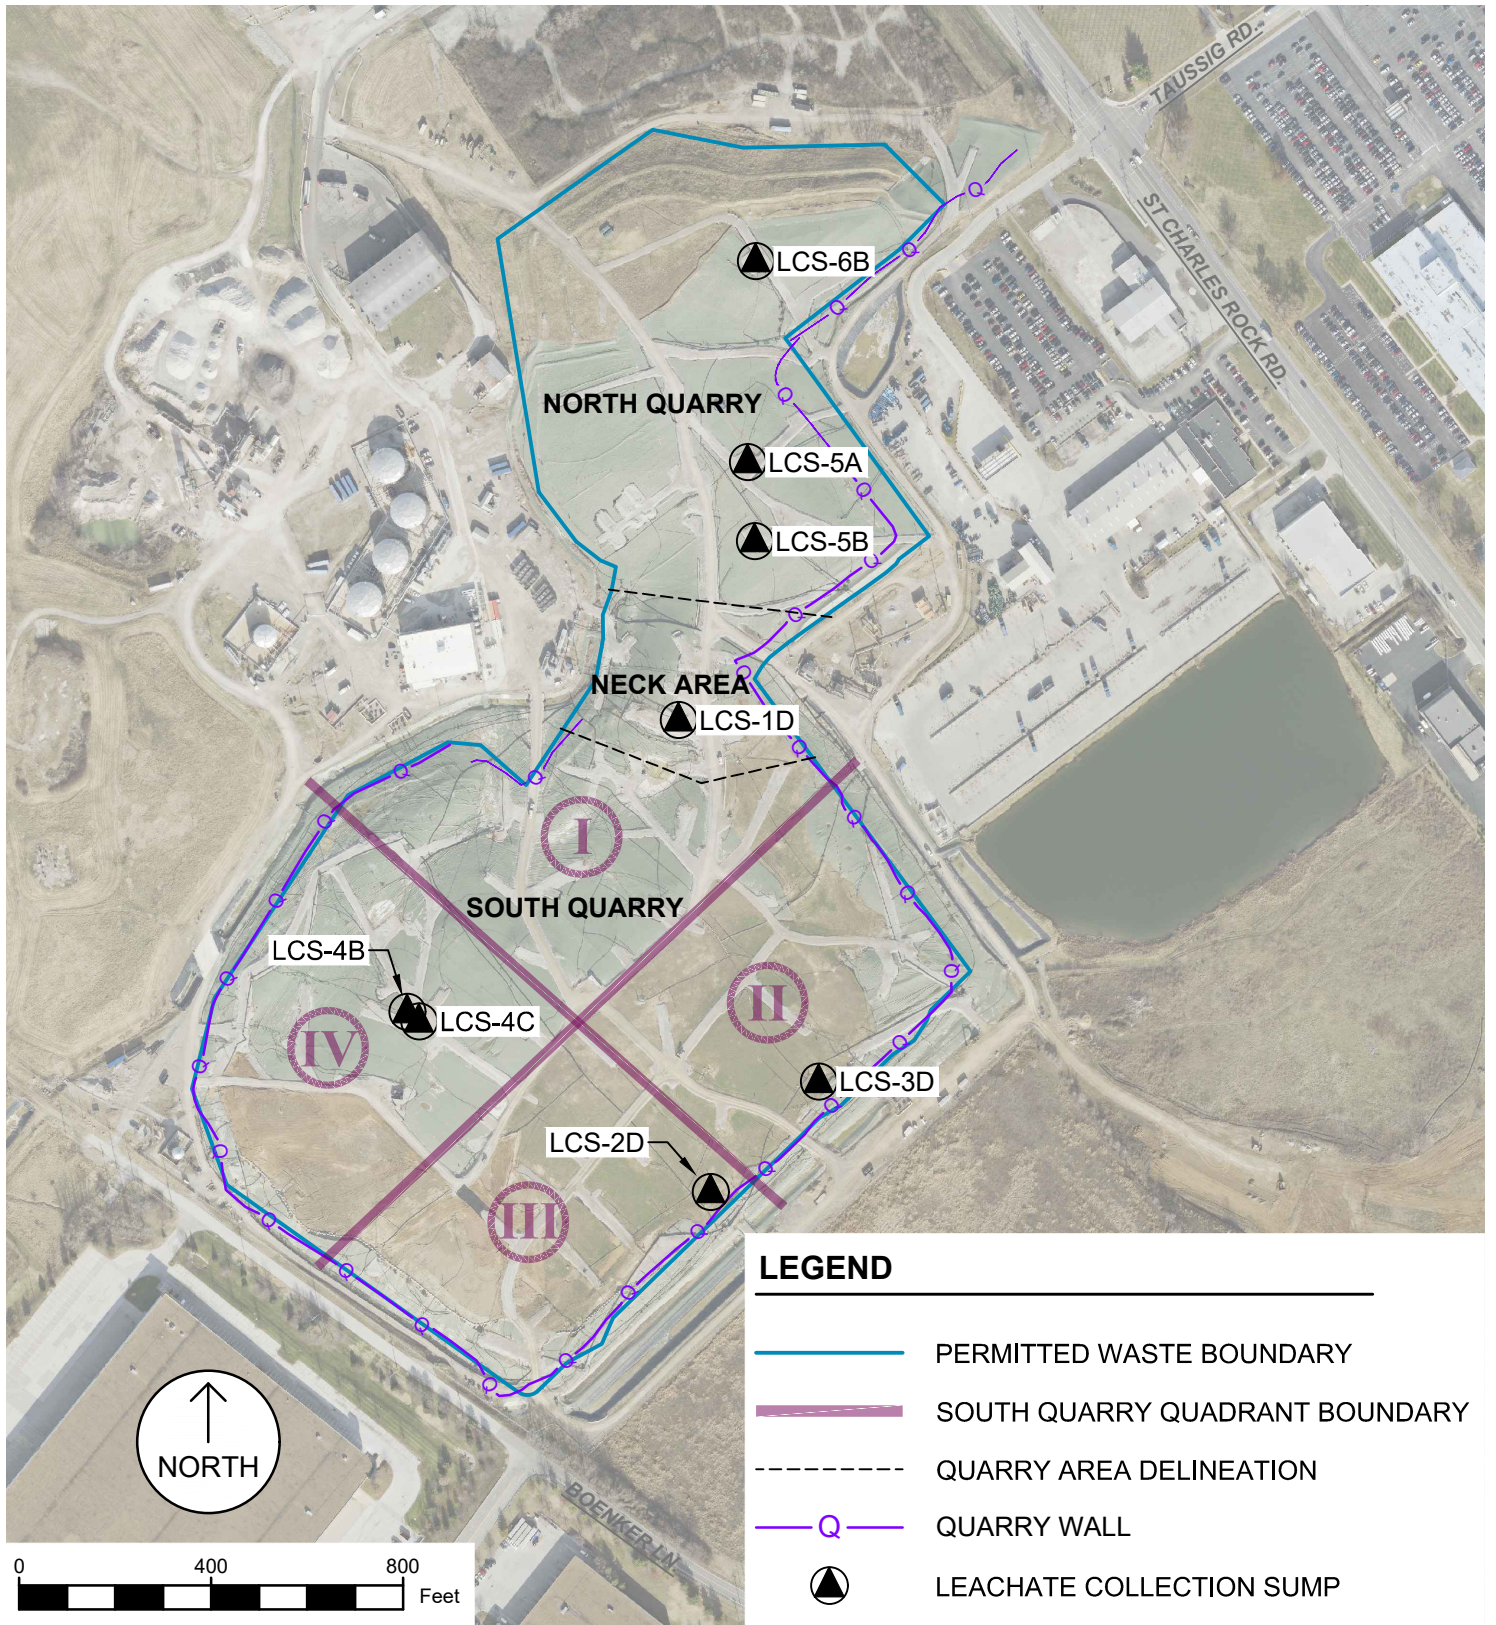 TAUSSIG RD.
ST CHARLES ROCK RD.
Q
Q
LCS-6B
Q
Q
NORTH QUARRY
LCS-5A
Q
LCS-5B
Q
Q
Q
NECK AREA
LCS-1D
Q
Q
Q
Q
Q
I
Q
Q
SOUTH QUARRY
LCS-4B
Q
Q
II
LCS-4C
IV
Q
Q
LCS-3D
Q
LCS-2D
Q
Q
III
Q
Q
Q
Q
Q
Q
Q
BOENKER LN
NORTH
0 400 800
Feet
LEGEND
PERMITTED WASTE BOUNDARY
SOUTH QUARRY QUADRANT BOUNDARY
QUARRY AREA DELINEATION
Q QUARRY WALL
LEACHATE COLLECTION SUMP